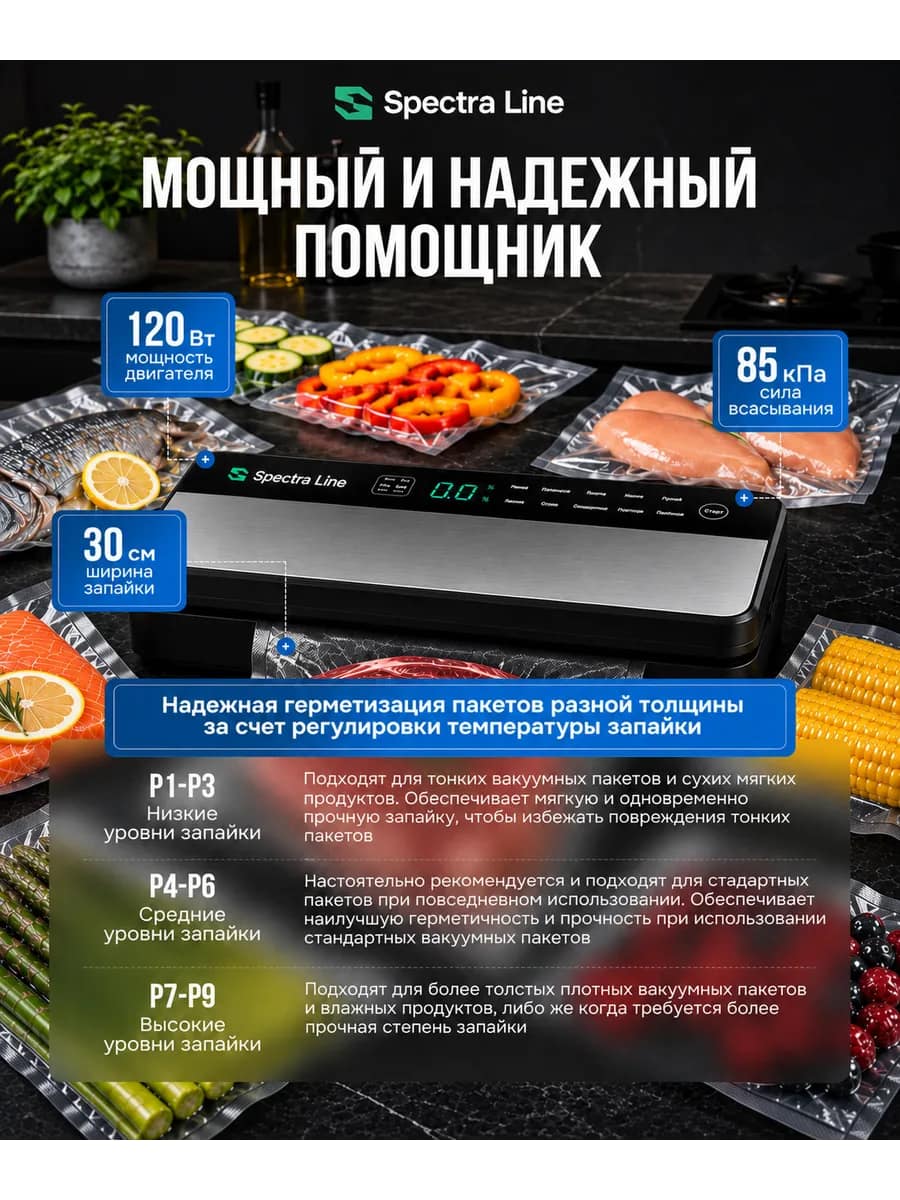 Spectra Line
МОЩНЫЙ И НАДЕЖНЫЙ
ПОМОЩНИК
120 Вт
мощность
двигателя
85 кПа
сила
всасывания
Spectra Line
0.0
Старт
30 см
ширина
запайки
Надежная герметизация пакетов разной толщины
за счет регулировки температуры запайки
P1-P3
Низкие
уровни запайки
Подходят для тонких вакуумных пакетов и сухих мягких
продуктов. Обеспечивает мягкую и одновременно
прочную запайку, чтобы избежать повреждения тонких
пакетов
P4-P6
Средние
уровни запайки
Настоятельно рекомендуется и подходят для стадартных
пакетов при повседневном использовании. Обеспечивает
наилучшую герметичность и прочность при использовании
стандартных вакуумных пакетов
P7-P9
Высокие
уровни запайки
Подходят для более толстых плотных вакуумных пакетов
и влажных продуктов, либо же когда требуется более
прочная степень запайки